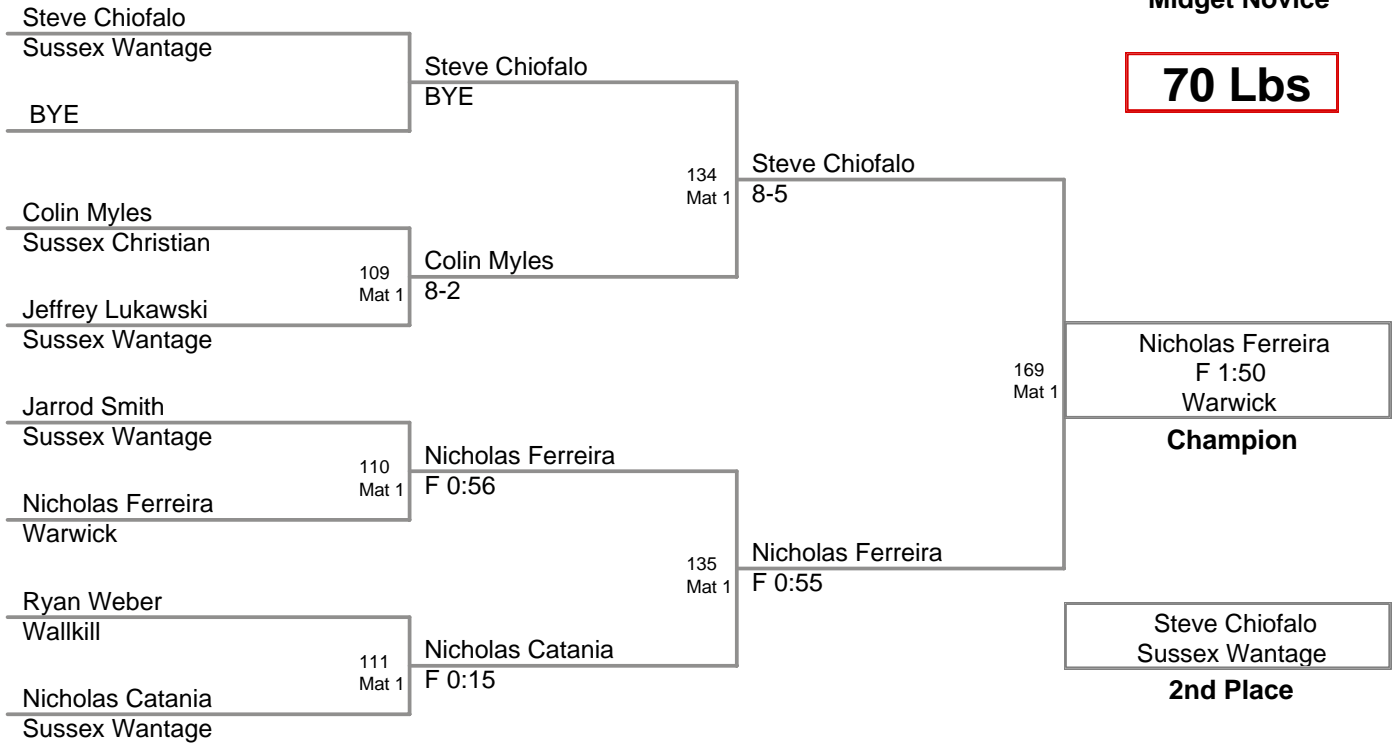 Midget Novice
70 Lbs
Steve Chiofalo
Sussex Wantage
BYE
Colin Myles
Sussex Christian
109
Mat 1
Jeffrey Lukawski
Sussex Wantage
Jarrod Smith
Sussex Wantage
110
Mat 1
Nicholas Ferreira
Warwick
Ryan Weber
Wallkill
111
Mat 1
Nicholas Catania
Sussex Wantage
Steve Chiofalo
BYE
134
Mat 1
Colin Myles
8-2
Nicholas Ferreira
F 0:56
135
Mat 1
Nicholas Catania
F 0:15
Steve Chiofalo
8-5
169
Mat 1
Nicholas Ferreira
F 0:55
Nicholas Ferreira
F 1:50
Warwick
Champion
Steve Chiofalo
Sussex Wantage
2nd Place